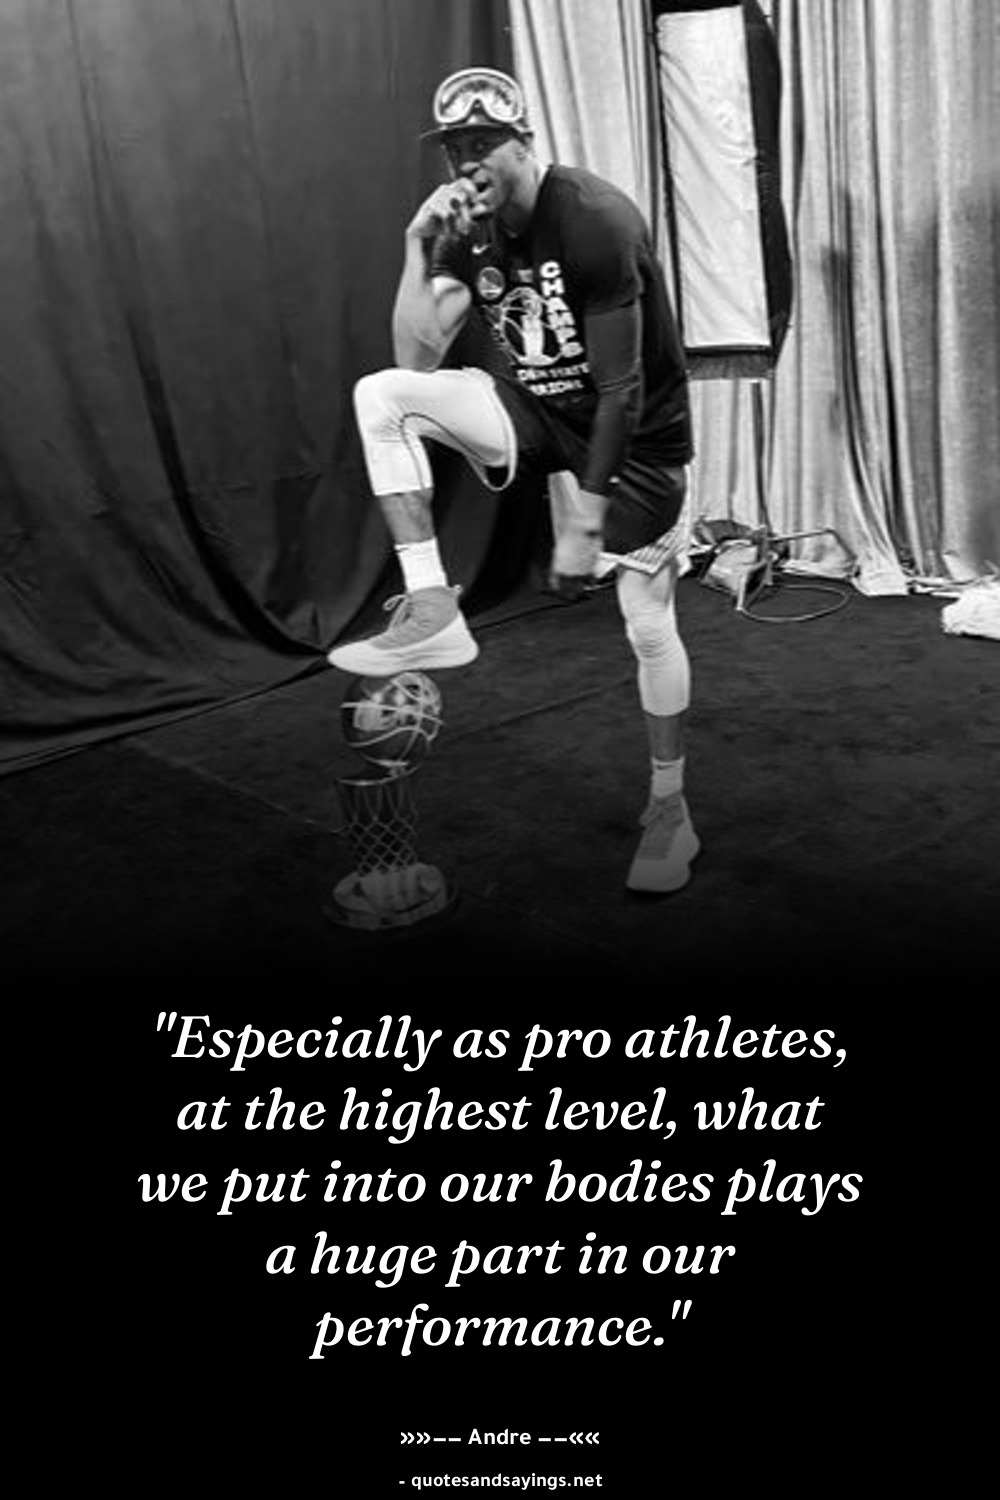 CHAMPS
"Especially as pro athletes,
at the highest level, what
we put into our bodies plays
a huge part in our
performance."
»»–– Andre ––««
- quotesandsayings.net